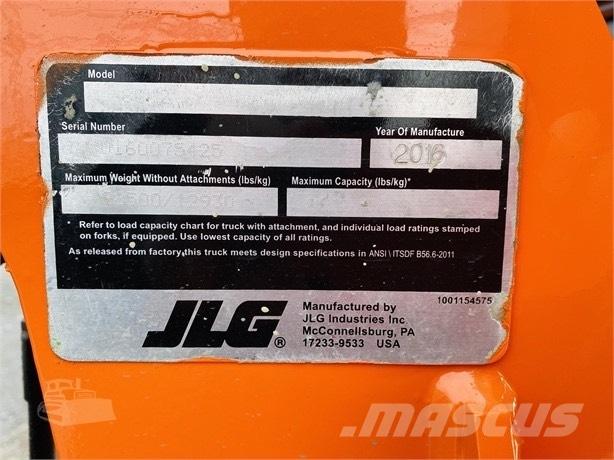 Model
Serial Number
Year Of Manufacture
0160075425
2016
Maximum Weight Without Attachments (lbs/kg)
Maximum Capacity (lbs/kg)*
Refer to load capacity chart for truck with attachment, and individual load ratings stamped
on forks, if equipped. Use lowest capacity of all ratings.
As released from factory,this truck meets design specifications in ANSI \ ITSDF B56.6-2011
JLG®
Manufactured by
JLG Industries Inc.
McConnellsburg, PA
17233-9533 USA
1001154575
MASCUS